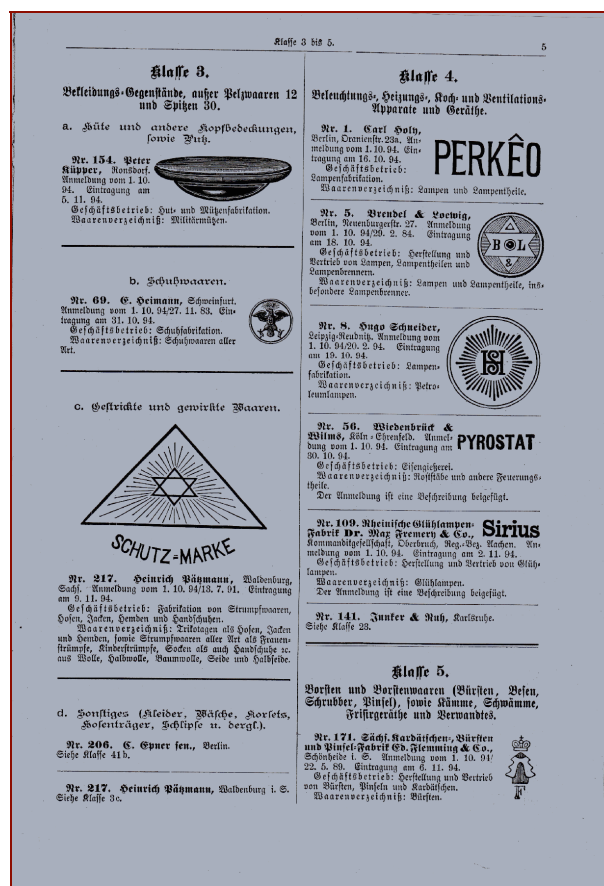 Klasse 3 bis 5.
5
Klasse 3.
Bekleidungs-Gegenstände, außer Pelzwaaren 12
und Spitzen 30.
a. Hüte und andere Kopfbedeckungen,
sowie Putz.
Nr. 154. Peter
Küpper, Ronsdorf.
Anmeldung vom 1. 10.
94. Eintragung am
5. 11. 94.
Geschäftsbetrieb: Hut- und Mützenfabrikation.
Waarenverzeichniß: Militärmützen.
b. Schuhwaaren.
Nr. 69. E. Heimann, Schweinfurt.
Anmeldung vom 1. 10. 94/27. 11. 83. Ein-
tragung am 31. 10. 94.
Geschäftsbetrieb: Schuhfabrikation.
Waarenverzeichniß: Schuhwaaren aller
Art.
c. Gestrickte und gewirkte Waaren.
SCHUTZ-MARKE
Nr. 217. Heinrich Pätzmann, Waldenburg,
Sachs. Anmeldung vom 1. 10. 94/13. 7. 91. Eintragung
am 9. 11. 94.
Geschäftsbetrieb: Fabrikation von Strumpfwaaren,
Hosen, Jacken, Hemden und Handschuhen.
Waarenverzeichniß: Trikotagen als Hosen, Jacken
und Hemden, sowie Strumpfwaaren aller Art als Frauen-
strümpfe, Kinderstrümpfe, Socken als auch Handschuhe ꝛc.
aus Wolle, Halbwolle, Baumwolle, Seide und Halbseide.
d. Sonstiges (Kleider, Wäsche, Korsets,
Hosenträger, Schlipse u. dergl.).
Nr. 206. C. Epner sen., Berlin.
Siehe Klasse 41b.
Nr. 217. Heinrich Pätzmann, Waldenburg i. S.
Siehe Klasse 3c.
Klasse 4.
Beleuchtungs-, Heizungs-, Koch- und Ventilations-
Apparate und Geräthe.
Nr. 1. Carl Holy,
Berlin, Oranienstr. 23a. An-
meldung vom 1. 10. 94. Ein-
tragung am 16. 10. 94.
Geschäftsbetrieb:
Lampenfabrikation.
Waarenverzeichniß: Lampen und Lampentheile.
PERKÊO
Nr. 5. Brendel & Loewig,
Berlin, Neuenburgerstr. 27. Anmeldung
vom 1. 10. 94/29. 2. 84. Eintragung
am 18. 10. 94.
Geschäftsbetrieb: Herstellung und
Vertrieb von Lampen, Lampentheilen und
Lampenbrennern.
Waarenverzeichniß: Lampen und Lampentheile, ins-
besondere Lampenbrenner.
B L
&
Nr. 8. Hugo Schneider,
Leipzig-Reudnitz. Anmeldung vom
1. 10. 94/20. 2. 94. Eintragung
am 19. 10. 94.
Geschäftsbetrieb: Lampen-
fabrikation.
Waarenverzeichniß: Petro-
leumlampen.
HS
Nr. 56. Wiedenbrück &
Wilms, Köln-Ehrenfeld. Anmel-
dung vom 1. 10. 94. Eintragung am
30. 10. 94.
Geschäftsbetrieb: Eisengießerei.
Waarenverzeichniß: Roststäbe und andere Feuerungs-
theile.
Der Anmeldung ist eine Beschreibung beigefügt.
PYROSTAT
Nr. 109. Rheinische Glühlampen-
Fabrik Dr. Max Fremery & Co.,
Kommanditgesellschaft, Oberbruch, Reg.-Bez. Aachen. An-
meldung vom 1. 10. 94. Eintragung am 2. 11. 94.
Geschäftsbetrieb: Herstellung und Vertrieb von Glüh-
lampen.
Waarenverzeichniß: Glühlampen.
Der Anmeldung ist eine Beschreibung beigefügt.
Sirius
Nr. 141. Junker & Ruh, Karlsruhe.
Siehe Klasse 23.
Klasse 5.
Borsten und Borstenwaaren (Bürsten, Besen,
Schrubber, Pinsel), sowie Kämme, Schwämme,
Frisirgeräthe und Verwandtes.
Nr. 171. Sächs. Kardätschen-, Bürsten
und Pinsel-Fabrik Ed. Flemming & Co.,
Schönheide i. S. Anmeldung vom 1. 10. 94/
22. 5. 89. Eintragung am 6. 11. 94.
Geschäftsbetrieb: Herstellung und Vertrieb
von Bürsten, Pinseln und Kardätschen.
Waarenverzeichniß: Bürsten.
F